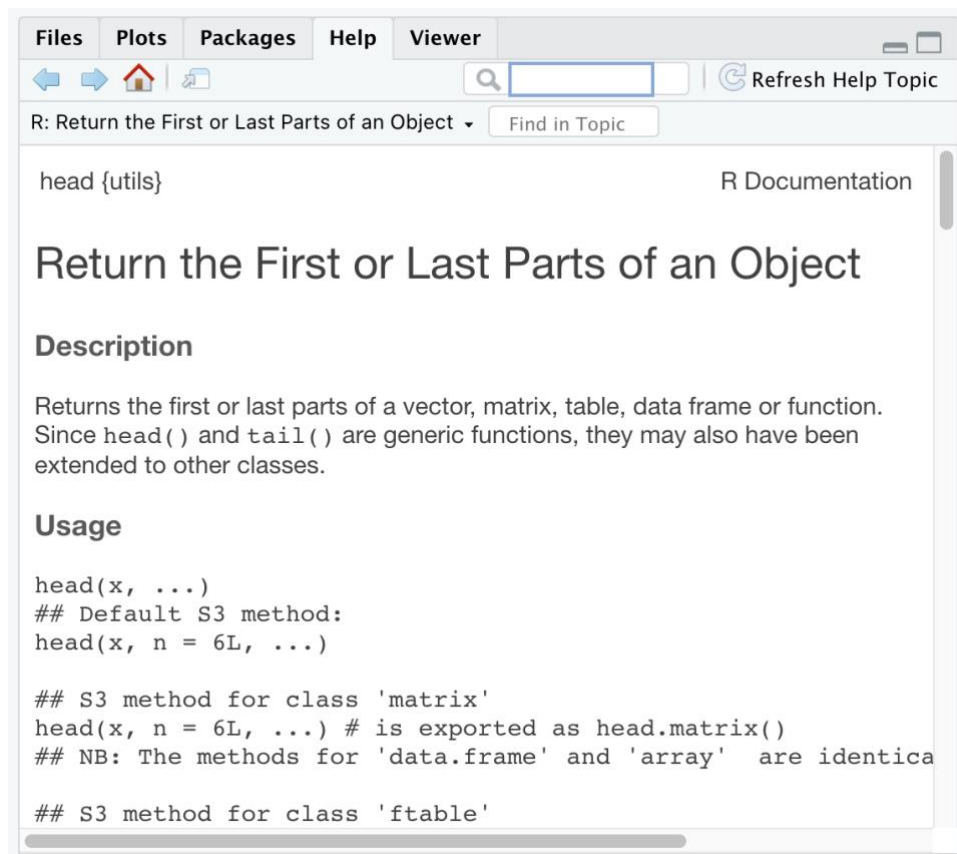 Files Plots Packages Help Viewer
Refresh Help Topic
R: Return the First or Last Parts of an Object Find in Topic
head {utils} R Documentation
Return the First or Last Parts of an Object
Description
Returns the first or last parts of a vector, matrix, table, data frame or function.
Since head() and tail() are generic functions, they may also have been
extended to other classes.
Usage
head(x, ...)
## Default S3 method:
head(x, n = 6L, ...)
## S3 method for class 'matrix'
head(x, n = 6L, ...) # is exported as head.matrix()
## NB: The methods for 'data.frame' and 'array'  are identica
## S3 method for class 'ftable'